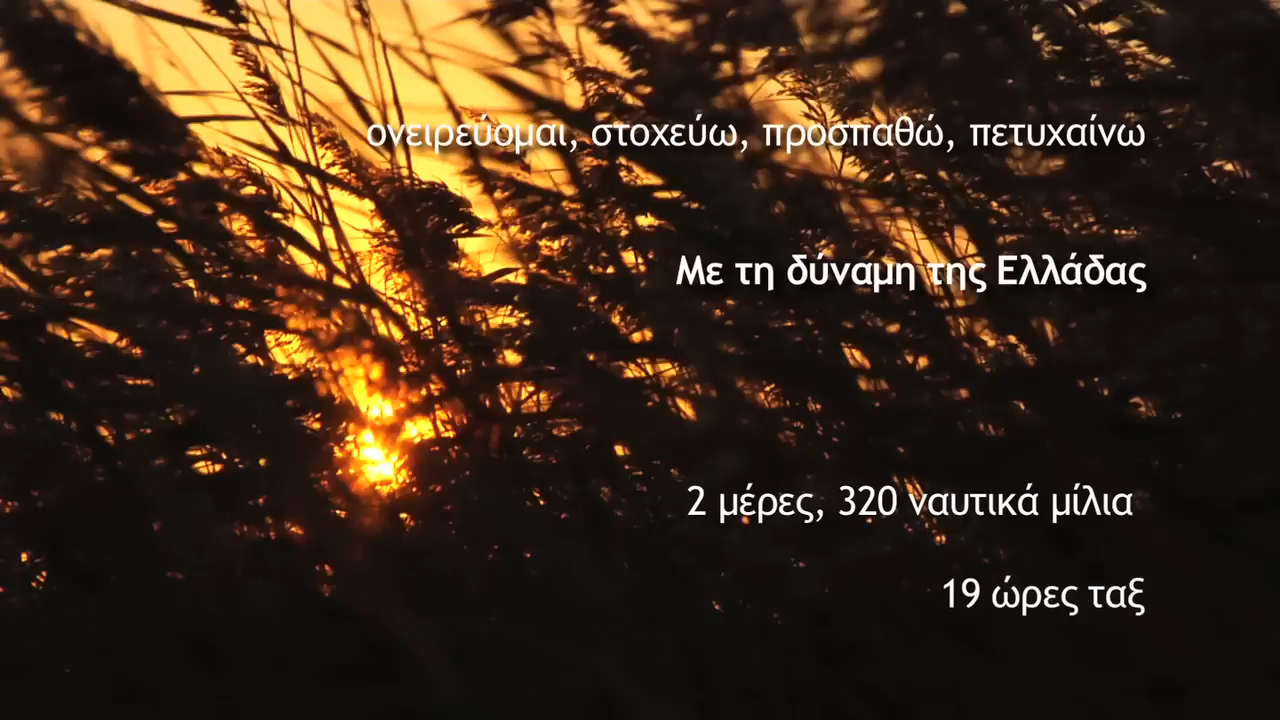 ονειρεύομαι, στοχεύω, προσπαθώ, πετυχαίνω
Με τη δύναμη της Ελλάδας
2 μέρες, 320 ναυτικά μίλια
19 ώρες ταξ